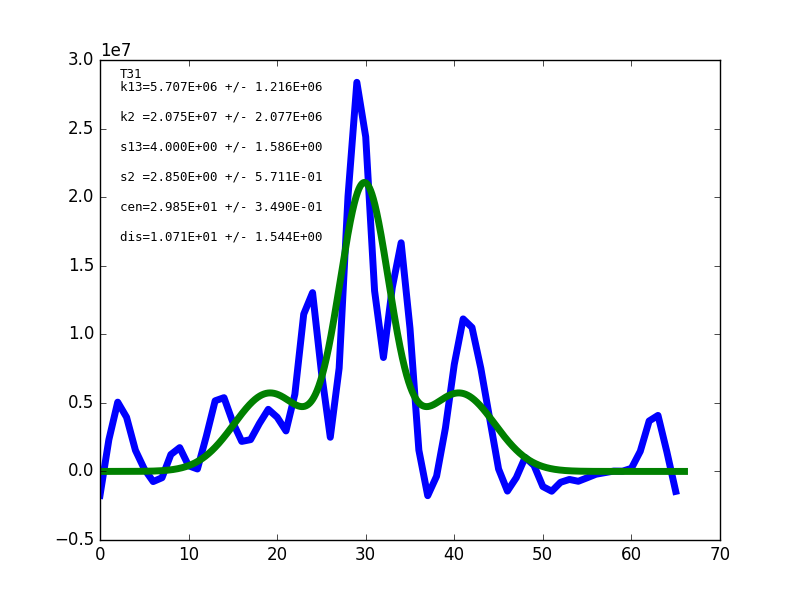 1e7
3.0
2.5
2.0
1.5
1.0
0.5
0.0
−0.5
T31
k13=5.707E+06 +/- 1.216E+06
k2 =2.075E+07 +/- 2.077E+06
s13=4.000E+00 +/- 1.586E+00
s2 =2.850E+00 +/- 5.711E-01
cen=2.985E+01 +/- 3.490E-01
dis=1.071E+01 +/- 1.544E+00
0 10 20 30 40 50 60 70